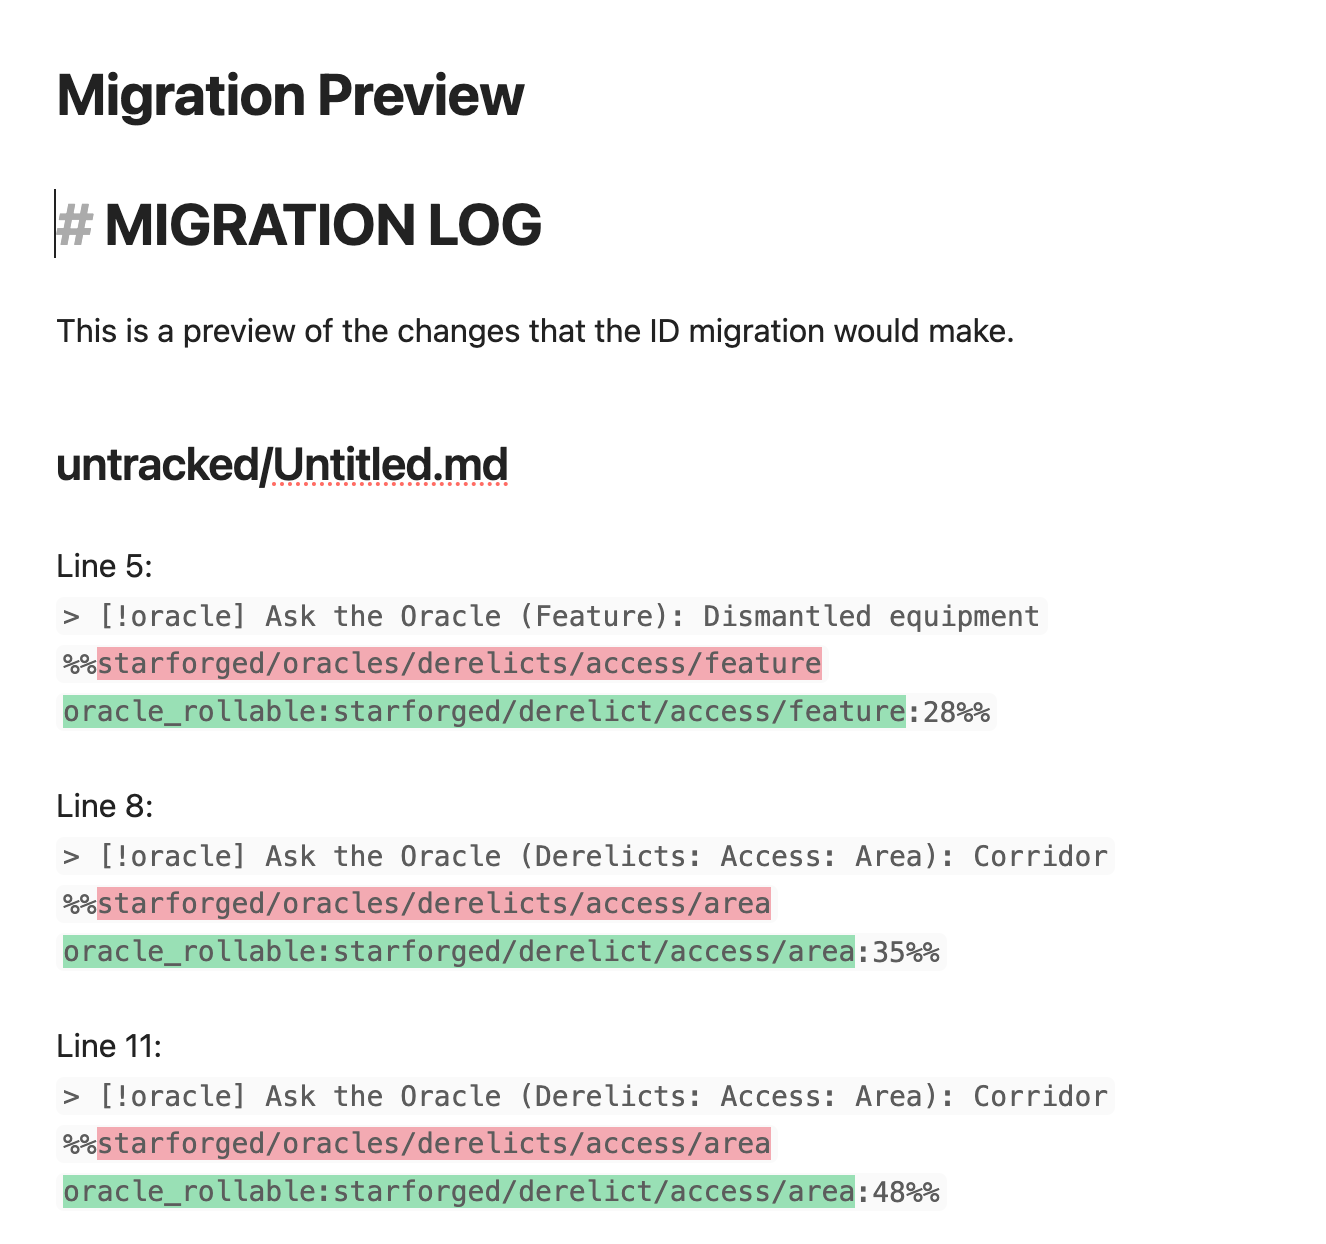 Migration Preview
# MIGRATION LOG
This is a preview of the changes that the ID migration would make.
untracked/Untitled.md
Line 5:
> [!oracle] Ask the Oracle (Feature): Dismantled equipment
%%starforged/oracles/derelicts/access/feature
oracle_rollable:starforged/derelict/access/feature:28%%
Line 8:
> [!oracle] Ask the Oracle (Derelicts: Access: Area): Corridor
%%starforged/oracles/derelicts/access/area
oracle_rollable:starforged/derelict/access/area:35%%
Line 11:
> [!oracle] Ask the Oracle (Derelicts: Access: Area): Corridor
%%starforged/oracles/derelicts/access/area
oracle_rollable:starforged/derelict/access/area:48%%